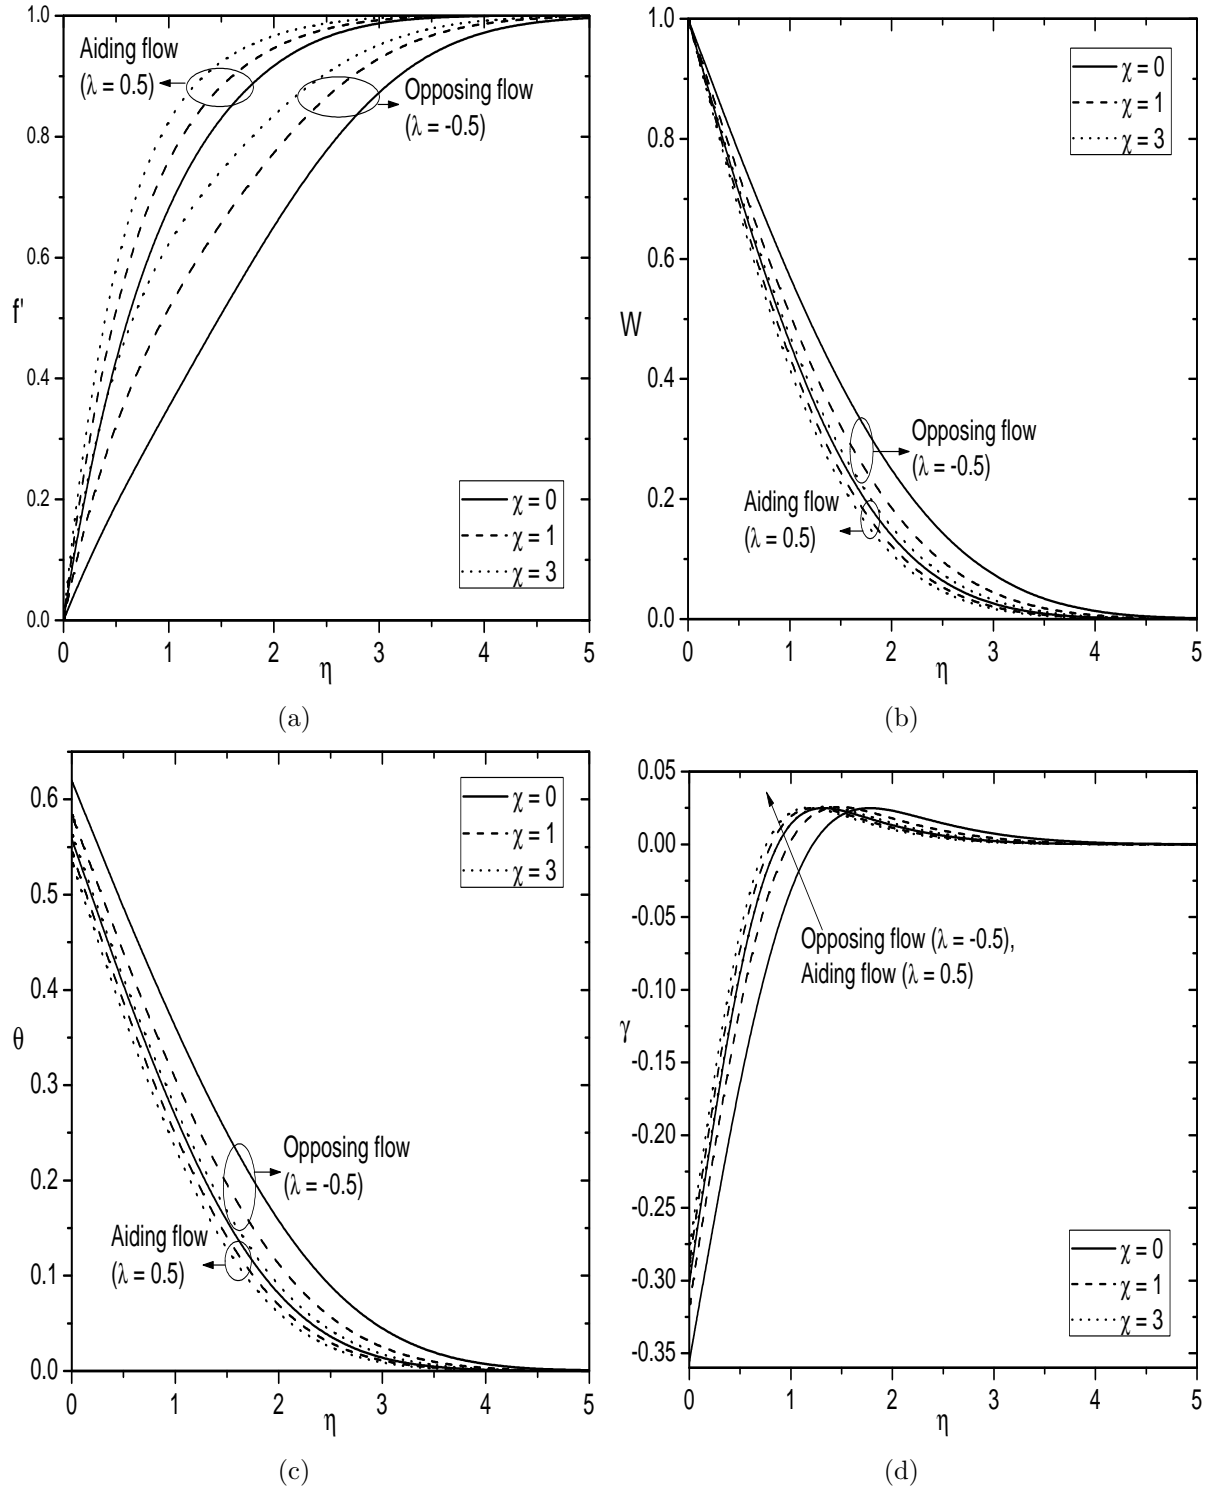 1.0
0.8
0.6
0.4
0.2
0.0
f'
Aiding flow
(λ = 0.5)
Opposing flow
(λ = -0.5)
χ = 0
χ = 1
χ = 3
0 1 2 3 4 5
η
(a)
1.0
0.8
0.6
0.4
0.2
0.0
W
χ = 0
χ = 1
χ = 3
Opposing flow
(λ = -0.5)
Aiding flow
(λ = 0.5)
0 1 2 3 4 5
η
(b)
0.6
0.5
0.4
0.3
0.2
0.1
0.0
θ
χ = 0
χ = 1
χ = 3
Opposing flow
(λ = -0.5)
Aiding flow
(λ = 0.5)
0 1 2 3 4 5
η
(c)
0.05
0.00
-0.05
-0.10
-0.15
-0.20
-0.25
-0.30
-0.35
γ
Opposing flow (λ = -0.5),
Aiding flow (λ = 0.5)
χ = 0
χ = 1
χ = 3
0 1 2 3 4 5
η
(d)